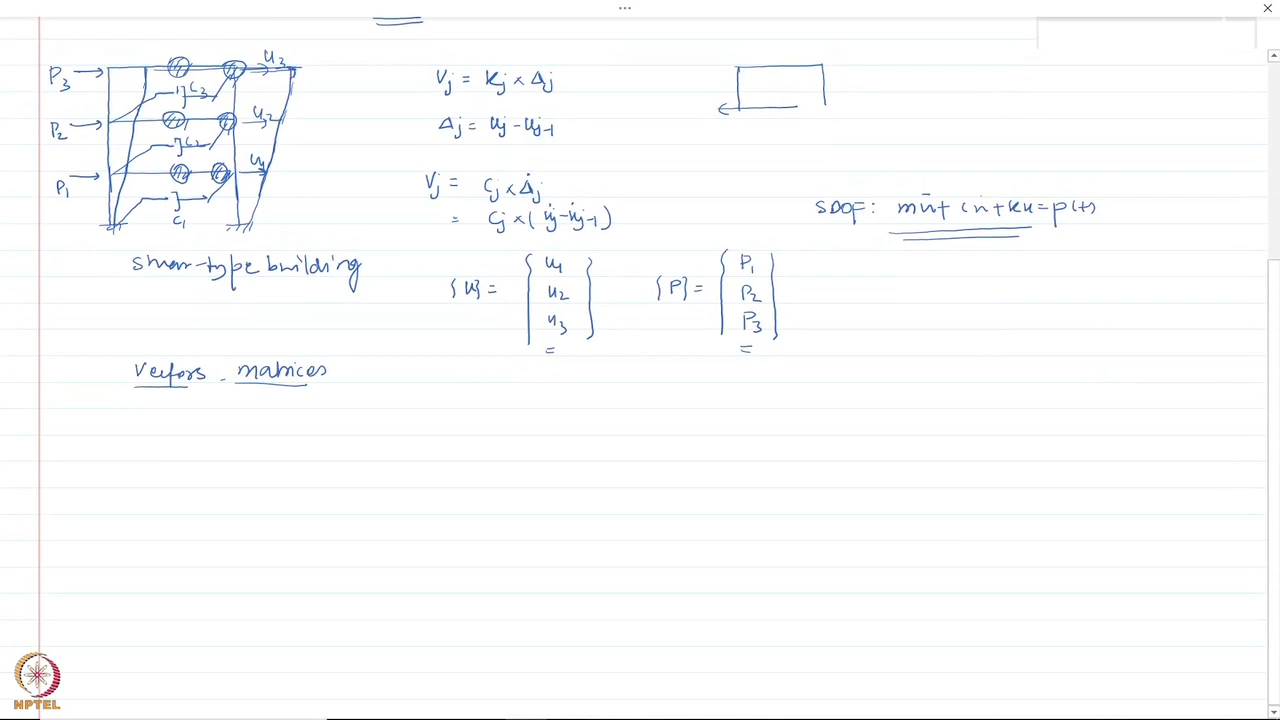 P3 u3
c3
P2 u2
c2
P1 u1
c1
shear-type building
Vj = Kj × Δj
Δj = uj - uj-1
Vj = cj × Δ̇j
= cj × (u̇j - u̇j-1)
SDOF: mü + cu̇ + ku = p(t)
{u} = { u1 u2 u3 }
{P} = { P1 P2 P3 }
Vectors - matrices
NPTEL